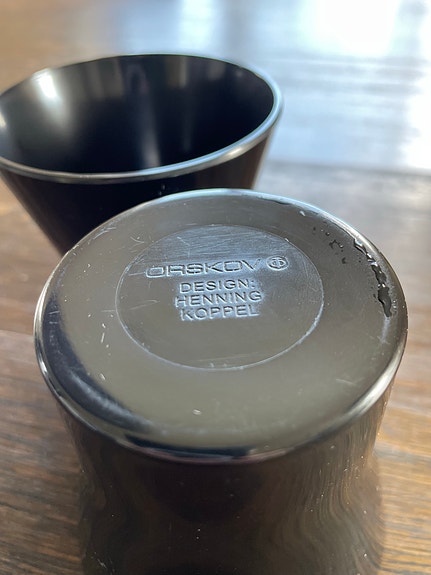 ORSKOV ®
DESIGN:
HENNING
KOPPEL